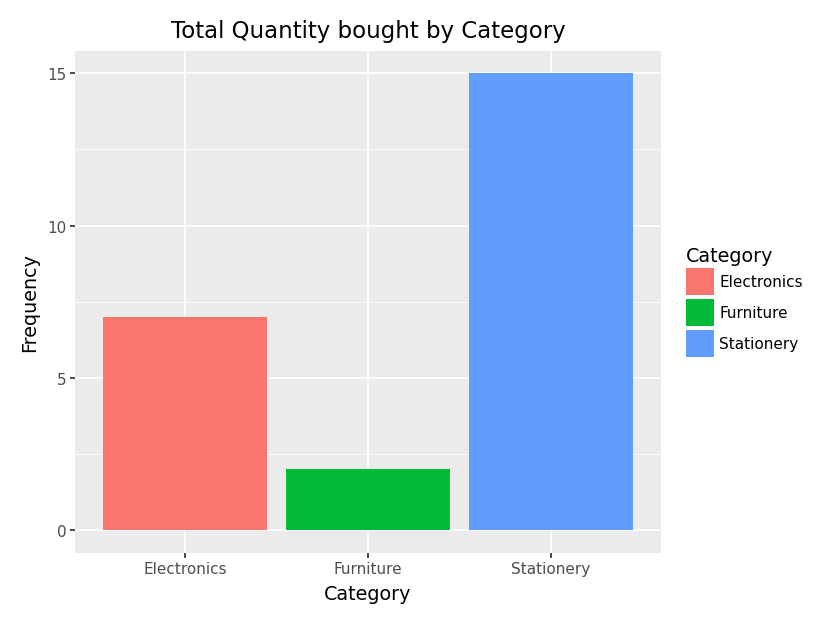 Total Quantity bought by Category
15
10
5
0
Frequency
Electronics
Furniture
Stationery
Category
Category
Electronics
Furniture
Stationery